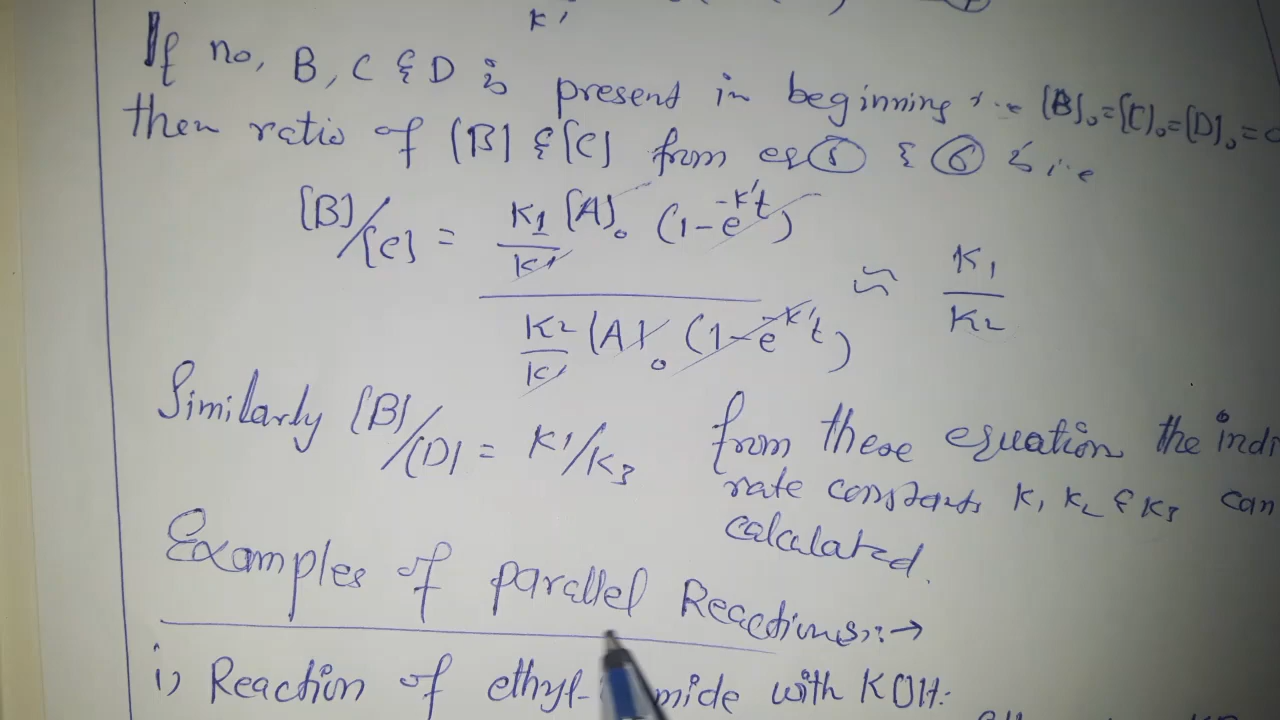 K'
If no, B, C & D is present in beginning i.e [B]₀=[C]₀=[D]₀=0
then ratio of [B] & [C] from eq ⑤ & ⑥ is i.e
[B]/[C] = K1/K' [A]₀ (1-e^-K't) / K2/K' [A]₀ (1-e^-K't) ≈ K1/K2
Similarly [B]/[D] = K1/K3 from these equation the indi
rate constants K1 K2 & K3 can
calculated.
Examples of parallel Reactions:→
i) Reaction of ethyl- mide with KOH: